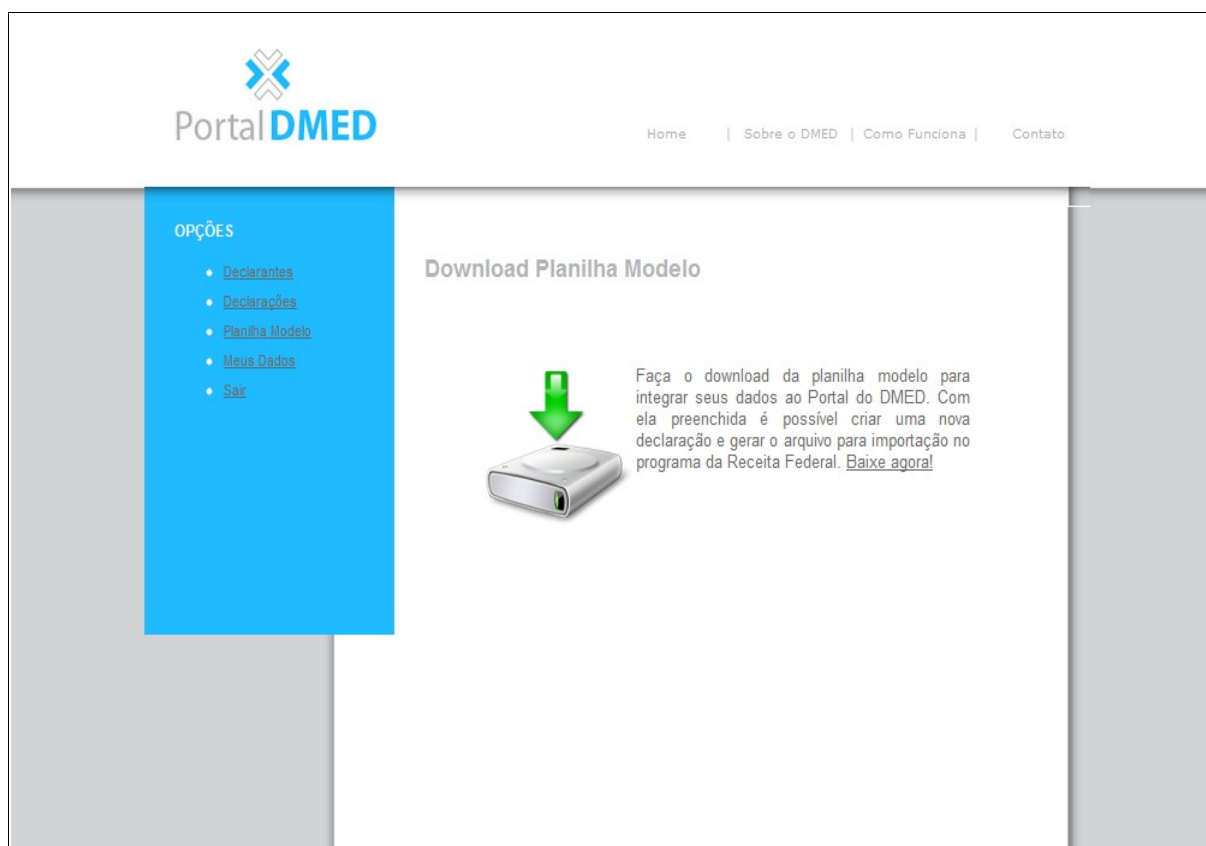 Portal DMED
Home | Sobre o DMED | Como Funciona | Contato
OPÇÕES
Declarantes
Declarações
Planilha Modelo
Meus Dados
Sair
Download Planilha Modelo
Faça o download da planilha modelo para
integrar seus dados ao Portal do DMED. Com
ela preenchida é possível criar uma nova
declaração e gerar o arquivo para importação no
programa da Receita Federal. Baixe agora!